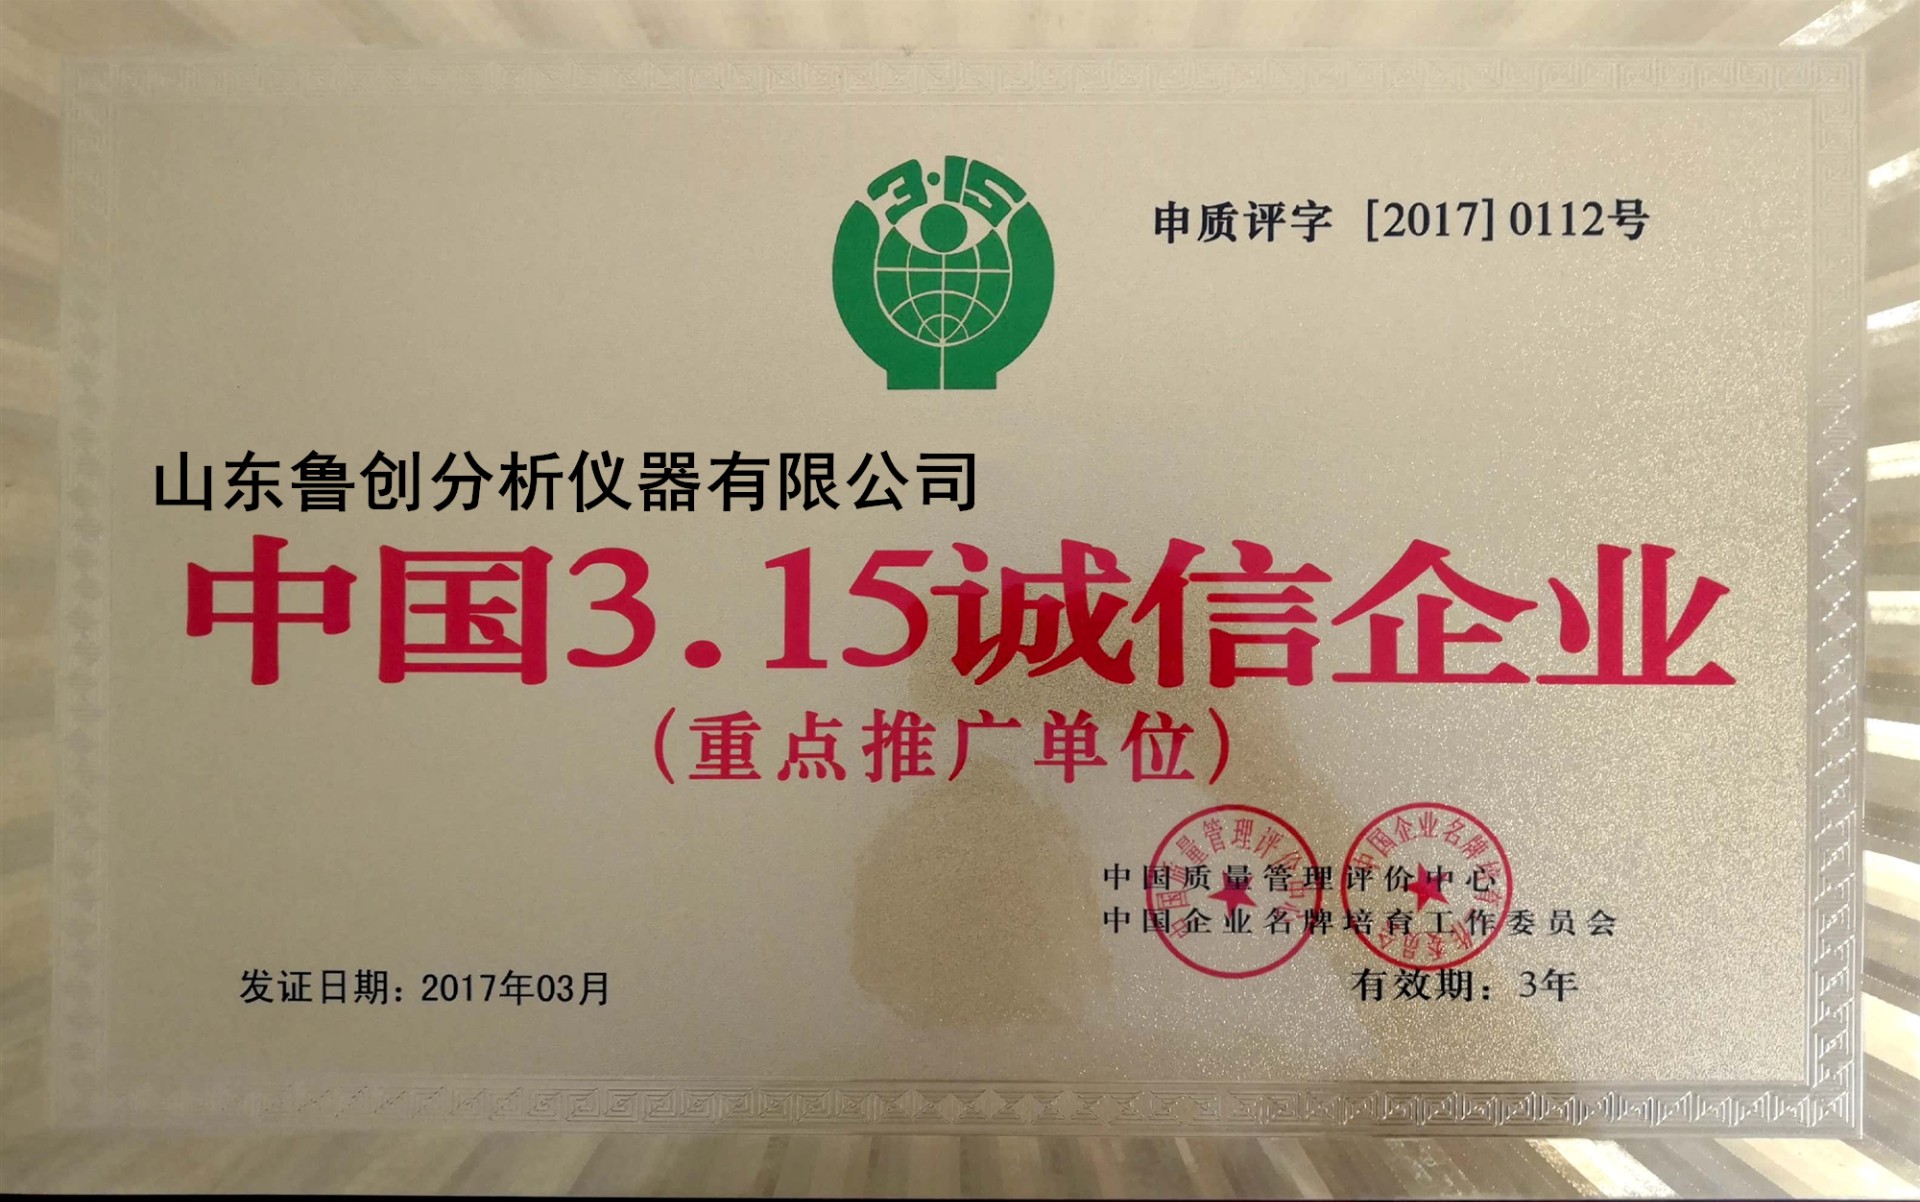 3·15
申质评字 [2017] 0112号
山东鲁创分析仪器有限公司
中国3.15诚信企业
(重点推广单位)
中国质量管理评价中心
中国企业名牌培育工作委员会
发证日期: 2017年03月
有效期: 3年